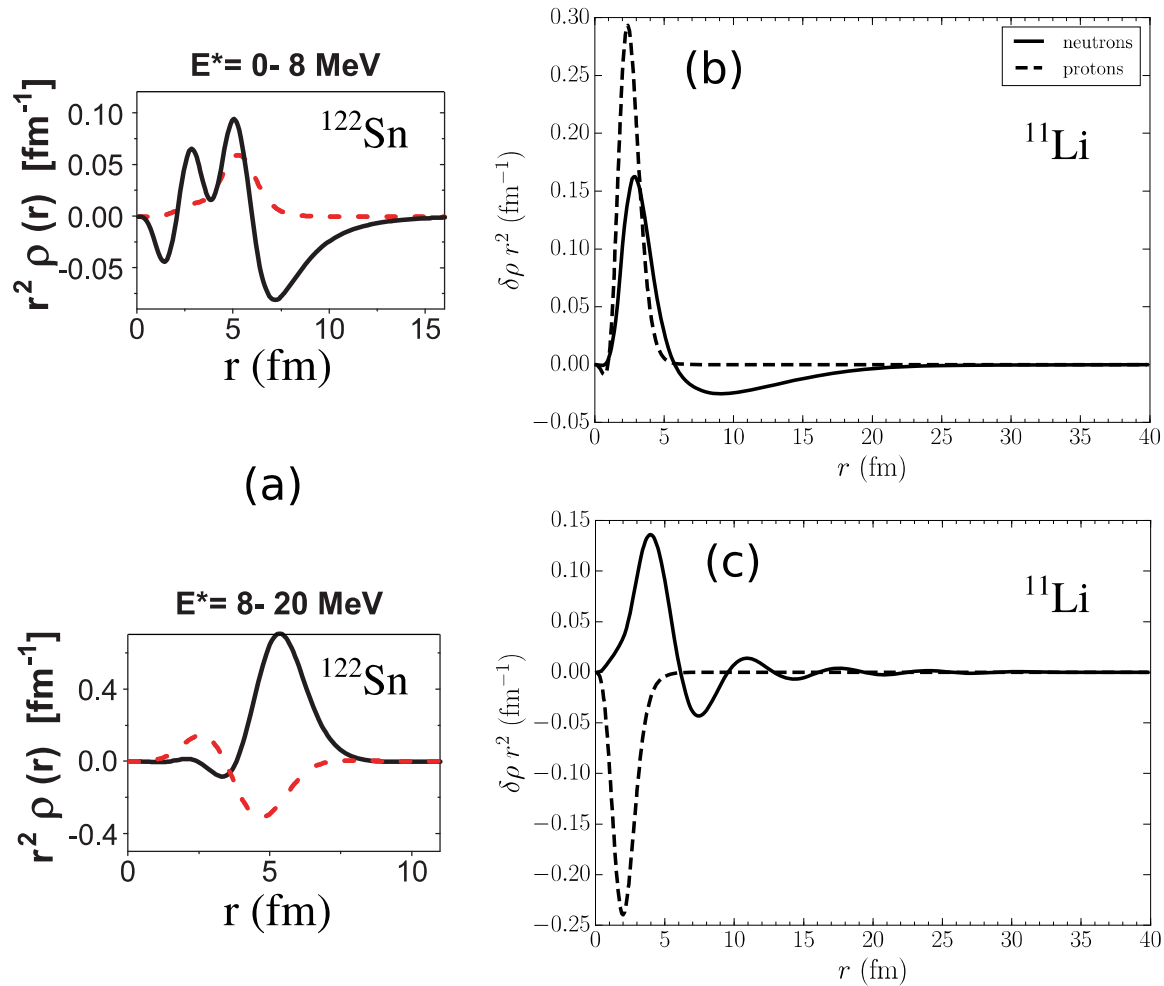 E*= 0- 8 MeV
¹²²Sn
r² ρ (r) [fm⁻¹]
0.10
0.05
0.00
-0.05
0 5 10 15
r (fm)
(a)
E*= 8- 20 MeV
¹²²Sn
r² ρ (r) [fm⁻¹]
0.4
0.0
-0.4
0 5 10
r (fm)
(b)
neutrons
protons
¹¹Li
δρ r² (fm⁻¹)
0.30
0.25
0.20
0.15
0.10
0.05
0.00
−0.05
0 5 10 15 20 25 30 35 40
r (fm)
(c)
¹¹Li
δρ r² (fm⁻¹)
0.15
0.10
0.05
0.00
−0.05
−0.10
−0.15
−0.20
−0.25
0 5 10 15 20 25 30 35 40
r (fm)